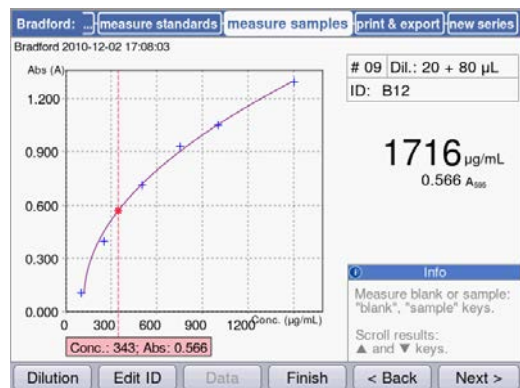 Bradford: ... measure standards measure samples print & export new series
Bradford 2010-12-02 17:08:03
Abs (A)
1.200
0.900
0.600
0.300
0.000
0 300 600 900 1200 Conc. (µg/mL)
Conc.: 343; Abs: 0.566
# 09 Dil.: 20 + 80 µL
ID: B12
1716 µg/mL
0.566 A595
Info
Measure blank or sample:
"blank", "sample" keys.
Scroll results:
▲ and ▼ keys.
Dilution Edit ID Data Finish < Back Next >